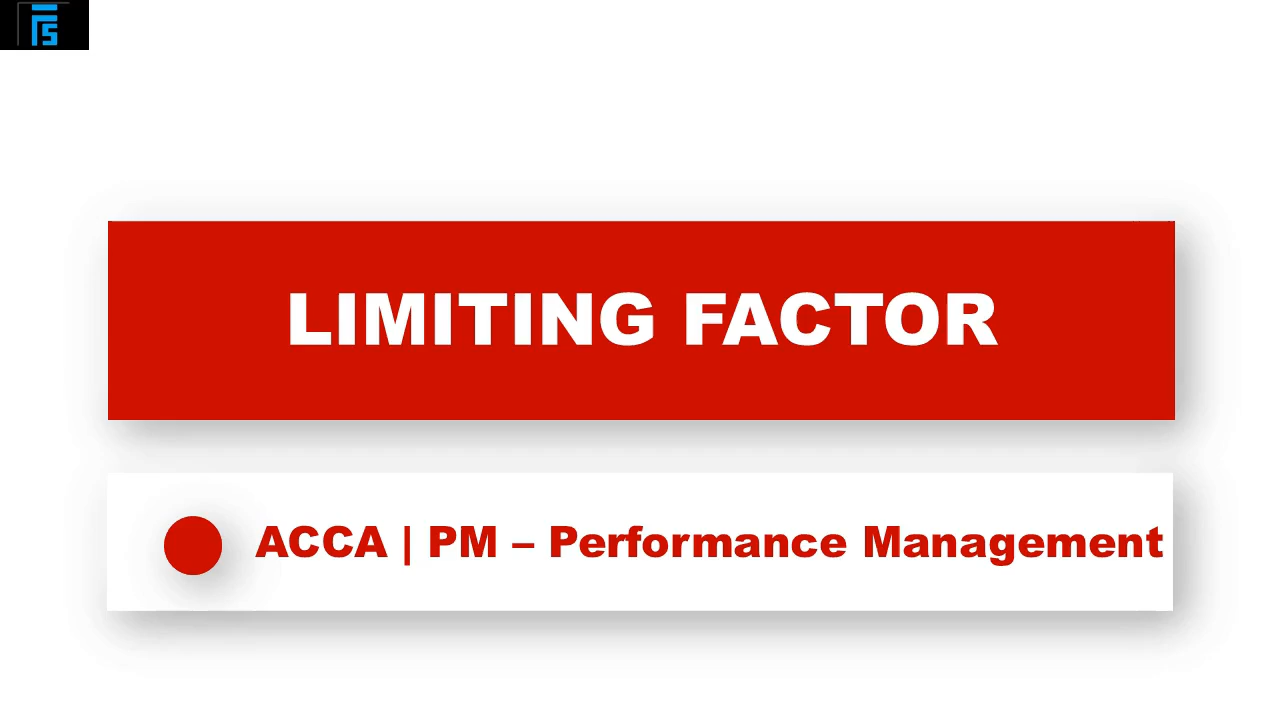 LIMITING FACTOR
ACCA | PM – Performance Management